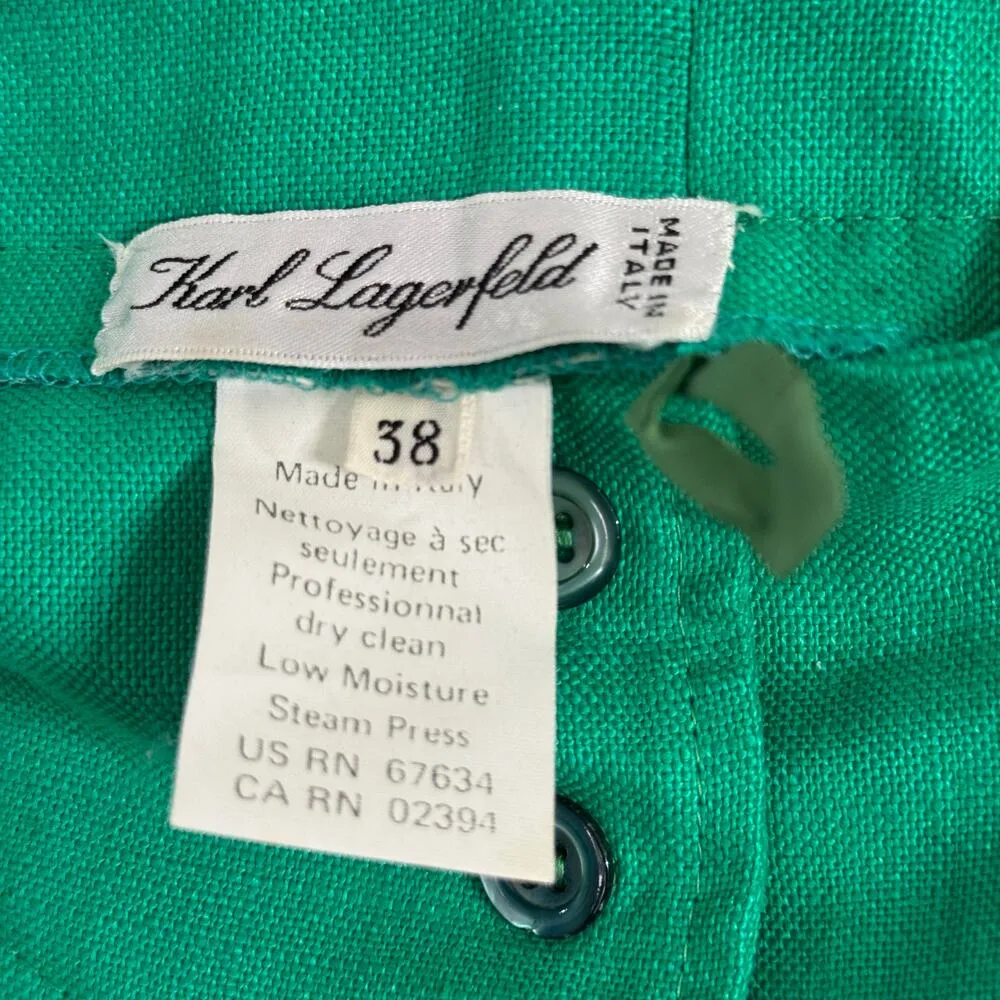 Karl Lagerfeld
MADE IN
ITALY
38
Made in Italy
Nettoyage à sec
seulement
Professionnal
dry clean
Low Moisture
Steam Press
US RN 67634
CA RN 02394